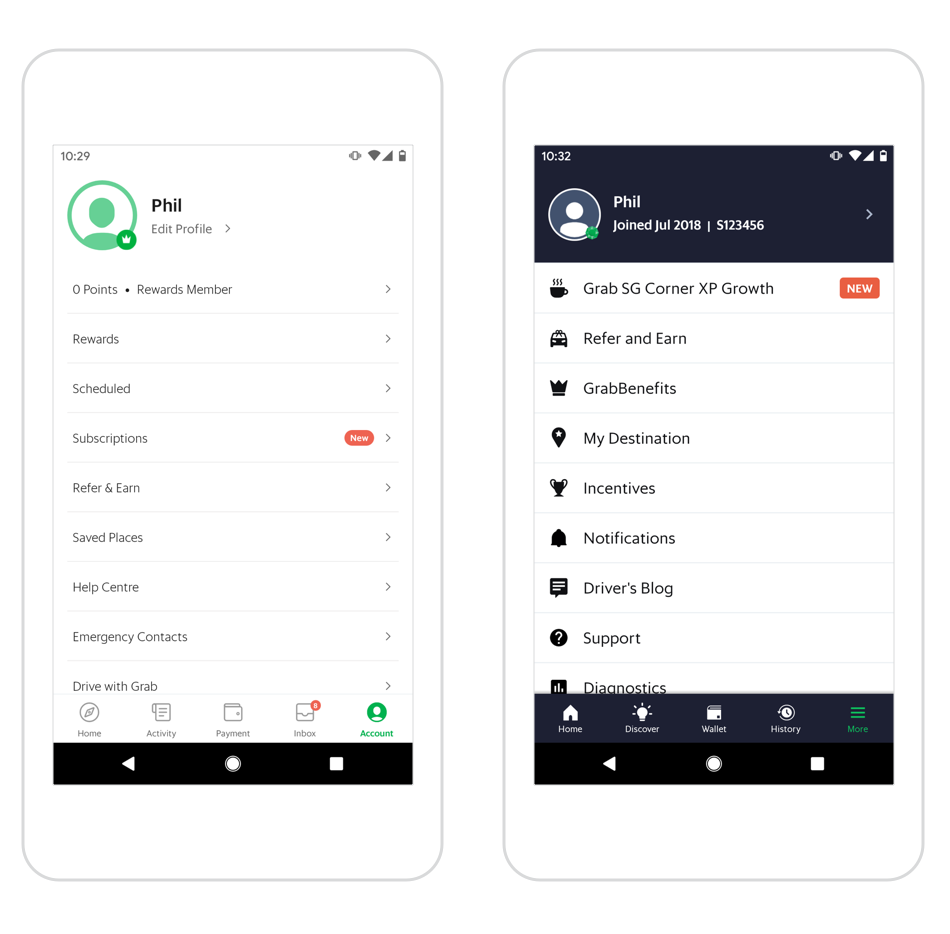 10:29
Phil
Edit Profile
0 Points • Rewards Member
Rewards
Scheduled
Subscriptions New
Refer & Earn
Saved Places
Help Centre
Emergency Contacts
Drive with Grab
8
Home Activity Payment Inbox Account
10:32
Phil
Joined Jul 2018 | S123456
Grab SG Corner XP Growth NEW
Refer and Earn
GrabBenefits
My Destination
Incentives
Notifications
Driver's Blog
Support
Diagnostics
Home Discover Wallet History More